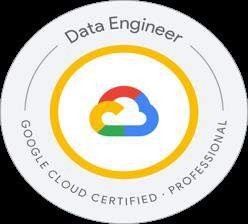 Data Engineer
GOOGLE CLOUD CERTIFIED · PROFESSIONAL